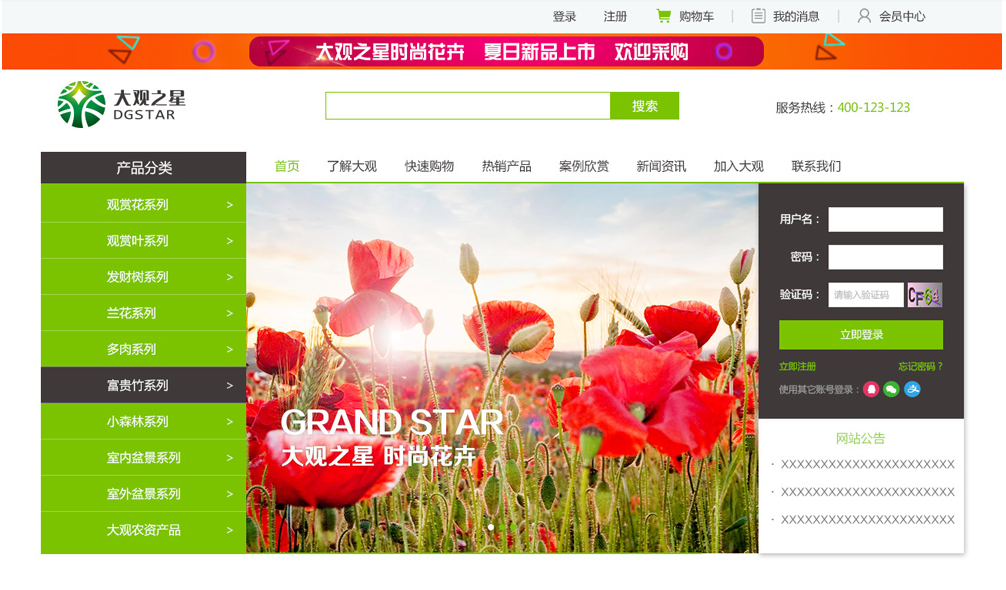 登录 注册 购物车 | 我的消息 | 会员中心
大观之星时尚花卉 夏日新品上市 欢迎采购
大观之星
DGSTAR
搜索
服务热线：400-123-123
产品分类
首页 了解大观 快速购物 热销产品 案例欣赏 新闻资讯 加入大观 联系我们
观赏花系列 >
观赏叶系列 >
发财树系列 >
兰花系列 >
多肉系列 >
富贵竹系列 >
小森林系列 >
室内盆景系列 >
室外盆景系列 >
大观农资产品 >
GRAND STAR
大观之星 时尚花卉
用户名：
密码：
验证码： 请输入验证码
立即登录
立即注册 忘记密码？
使用其它账号登录：
网站公告
· XXXXXXXXXXXXXXXXXXXXXX
· XXXXXXXXXXXXXXXXXXXXXX
· XXXXXXXXXXXXXXXXXXXXXX